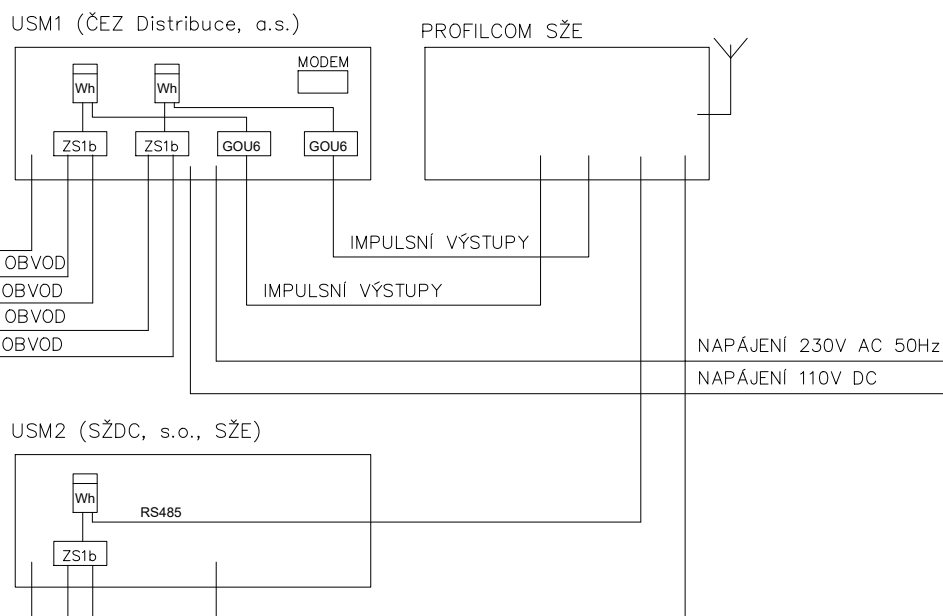 USM1 (ČEZ Distribuce, a.s.)
PROFILCOM SŽE
MODEM
Wh
Wh
ZS1b
ZS1b
GOU6
GOU6
IMPULSNÍ VÝSTUPY
OBVOD
OBVOD
IMPULSNÍ VÝSTUPY
OBVOD
OBVOD
NAPÁJENÍ 230V AC 50Hz
NAPÁJENÍ 110V DC
USM2 (SŽDC, s.o., SŽE)
Wh
RS485
ZS1b